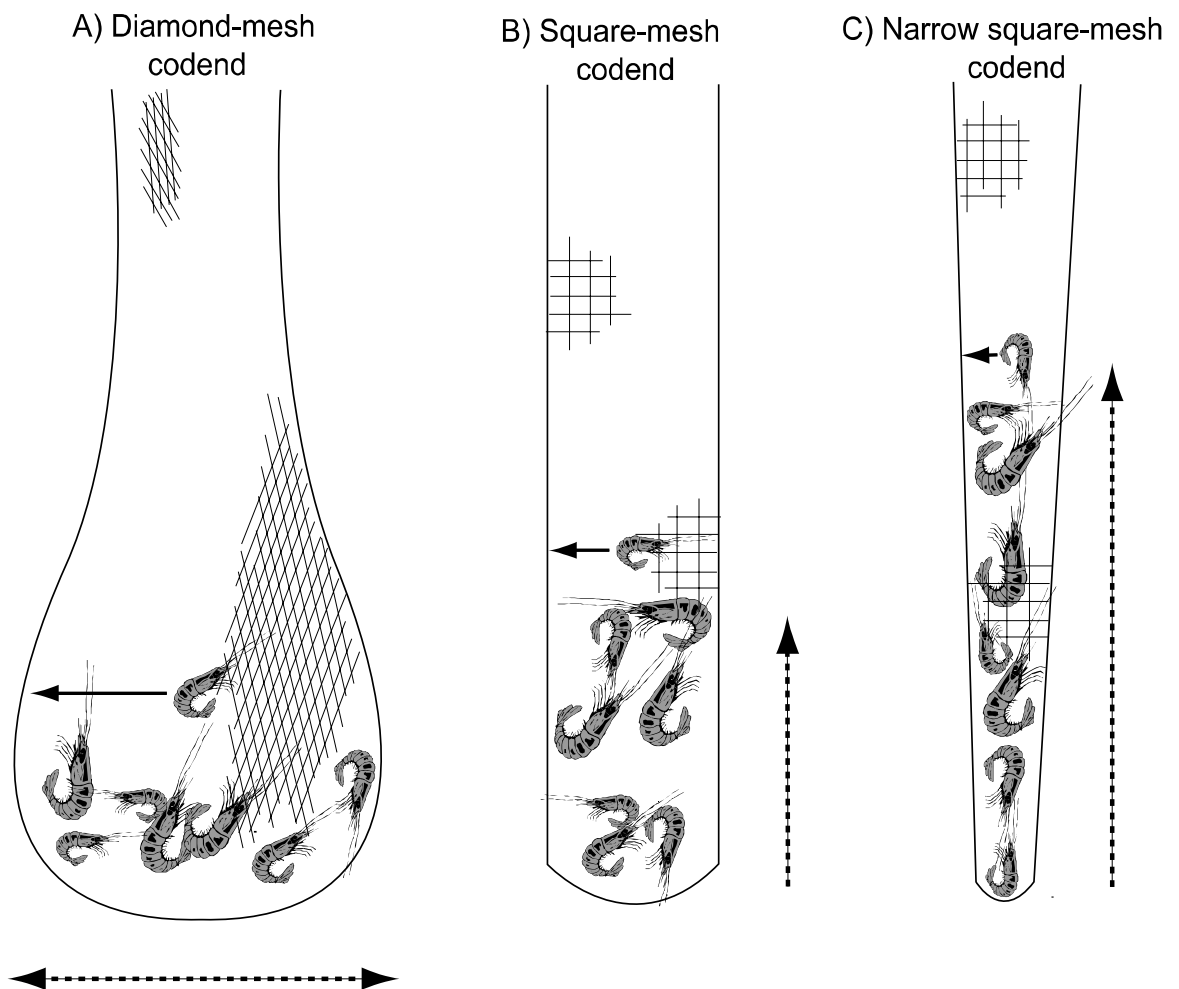 A) Diamond-mesh
codend
B) Square-mesh
codend
C) Narrow square-mesh
codend